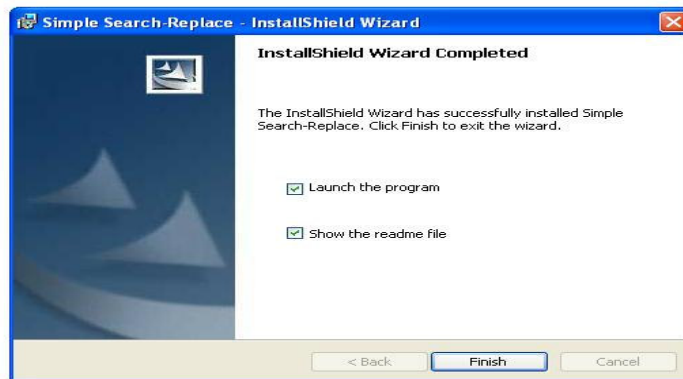 Simple Search-Replace - InstallShield Wizard
InstallShield Wizard Completed
The InstallShield Wizard has successfully installed Simple
Search-Replace. Click Finish to exit the wizard.
Launch the program
Show the readme file
< Back Finish Cancel